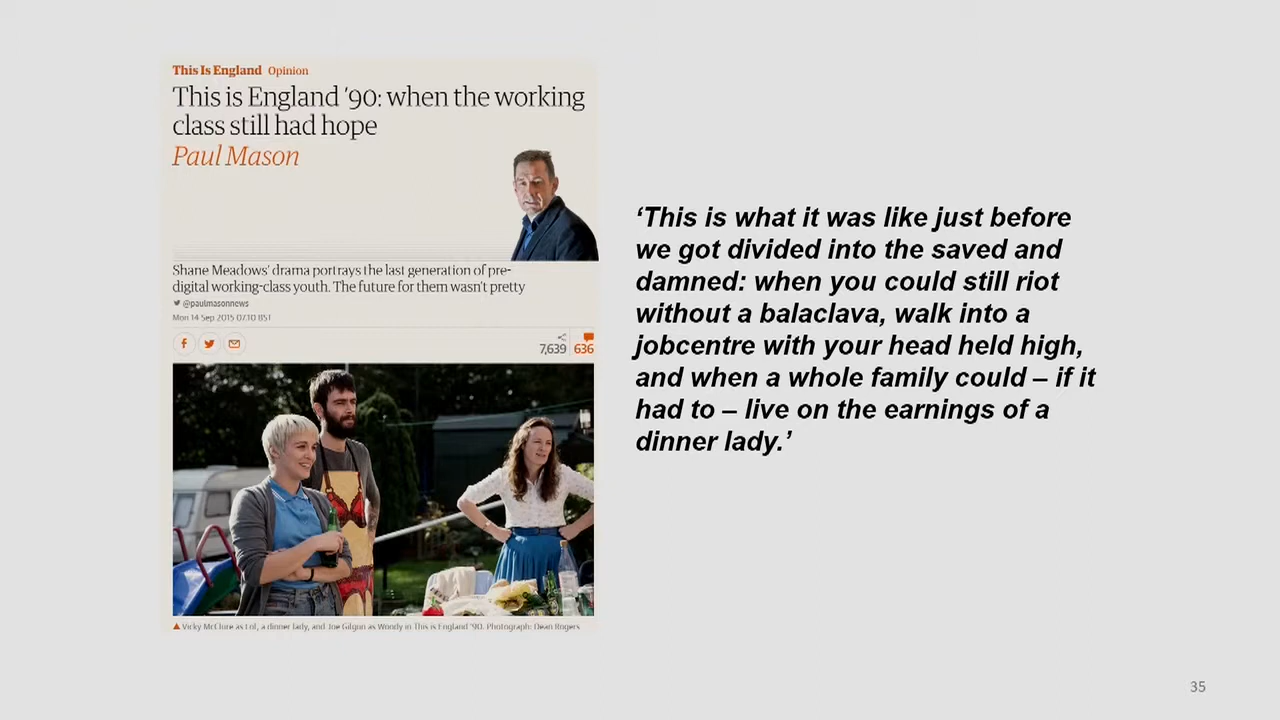 This Is England Opinion
This is England '90: when the working
class still had hope
Paul Mason
Shane Meadows' drama portrays the last generation of pre-
digital working-class youth. The future for them wasn't pretty
@paulmasonnews
Mon 14 Sep 2015 07.10 BST
7,639 636
Vicky McClure as Lol, a dinner lady, and Joe Gilgun as Woody in This is England '90. Photograph: Dean Rogers
‘This is what it was like just before
we got divided into the saved and
damned: when you could still riot
without a balaclava, walk into a
jobcentre with your head held high,
and when a whole family could – if it
had to – live on the earnings of a
dinner lady.’
35